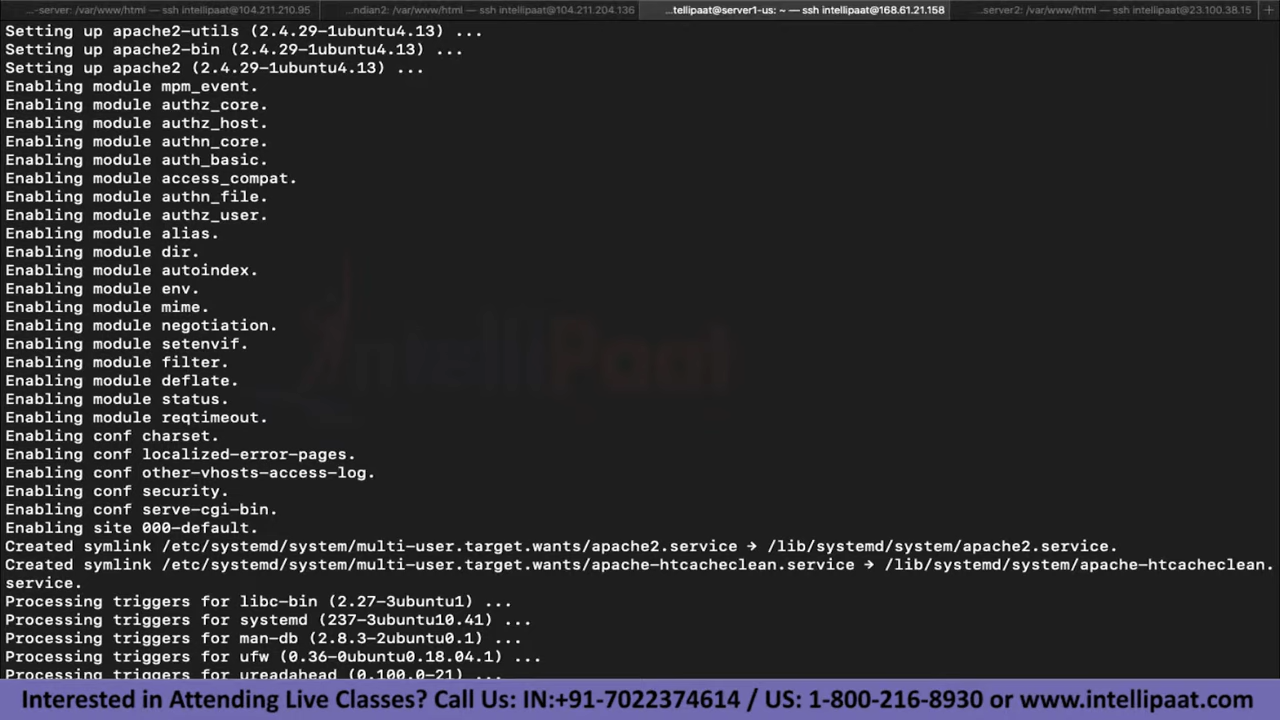 ...-server: /var/www/html — ssh intellipaat@104.211.210.95 ...ndian2: /var/www/html — ssh intellipaat@104.211.204.136 ...tellipaat@server1-us: ~ — ssh intellipaat@168.61.21.158 ...server2: /var/www/html — ssh intellipaat@23.100.38.15 +
Setting up apache2-utils (2.4.29-1ubuntu4.13) ...
Setting up apache2-bin (2.4.29-1ubuntu4.13) ...
Setting up apache2 (2.4.29-1ubuntu4.13) ...
Enabling module mpm_event.
Enabling module authz_core.
Enabling module authz_host.
Enabling module authn_core.
Enabling module auth_basic.
Enabling module access_compat.
Enabling module authn_file.
Enabling module authz_user.
Enabling module alias.
Enabling module dir.
Enabling module autoindex.
Enabling module env.
Enabling module mime.
Enabling module negotiation.
Enabling module setenvif.
IntelliPaat
Enabling module filter.
Enabling module deflate.
Enabling module status.
Enabling module reqtimeout.
Enabling conf charset.
Enabling conf localized-error-pages.
Enabling conf other-vhosts-access-log.
Enabling conf security.
Enabling conf serve-cgi-bin.
Enabling site 000-default.
Created symlink /etc/systemd/system/multi-user.target.wants/apache2.service → /lib/systemd/system/apache2.service.
Created symlink /etc/systemd/system/multi-user.target.wants/apache-htcacheclean.service → /lib/systemd/system/apache-htcacheclean.
service.
Processing triggers for libc-bin (2.27-3ubuntu1) ...
Processing triggers for systemd (237-3ubuntu10.41) ...
Processing triggers for man-db (2.8.3-2ubuntu0.1) ...
Processing triggers for ufw (0.36-0ubuntu0.18.04.1) ...
Processing triggers for ureadahead (0.100.0-21) ...
Interested in Attending Live Classes? Call Us: IN:+91-7022374614 / US: 1-800-216-8930 or www.intellipaat.com